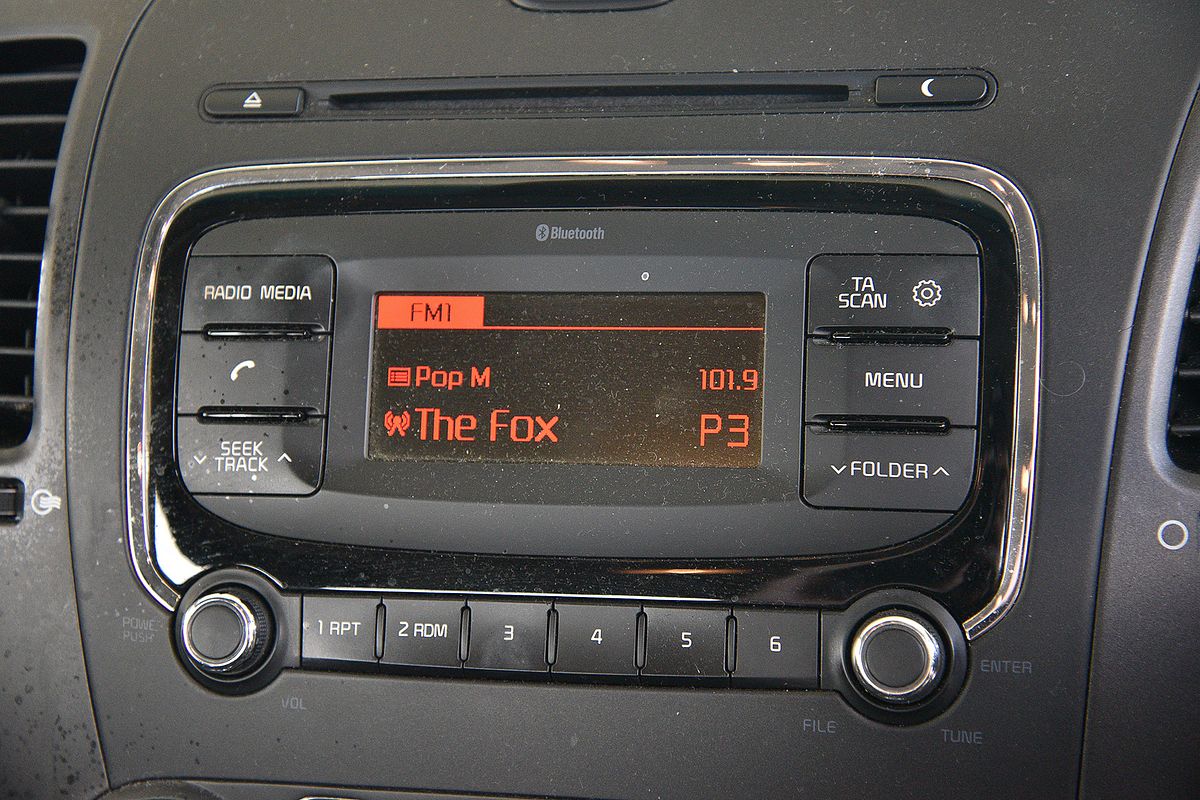 Bluetooth
RADIO MEDIA
TA
SCAN
FM1
Pop M
101.9
MENU
The Fox
P3
SEEK
TRACK
FOLDER
1 RPT
2 RDM
3
4
5
6
POWE
PUSH
VOL
ENTER
FILE
TUNE